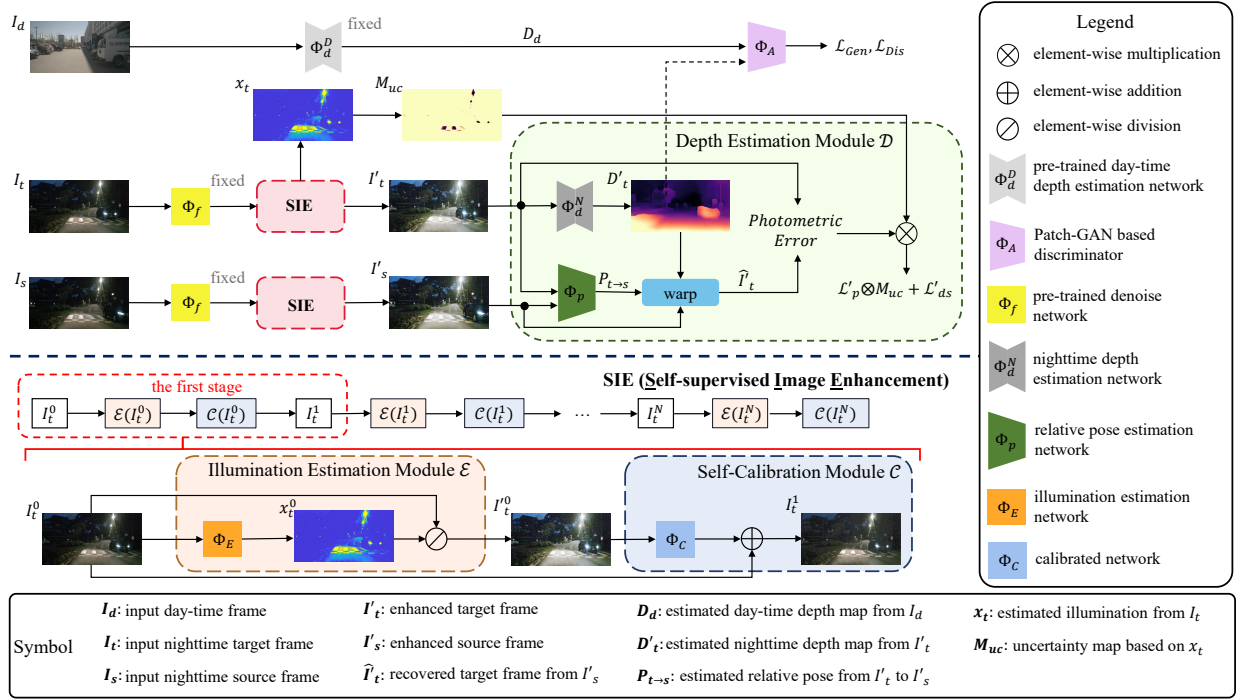 I_d
Φ_d^D
fixed
D_d
Φ_A
ℒ_Gen, ℒ_Dis
x_t
M_uc
Depth Estimation Module 𝒟
I_t
Φ_f
fixed
SIE
I'_t
Φ_d^N
D'_t
Photometric
Error
I_s
Φ_f
fixed
SIE
I'_s
Φ_p
P_t→s
warp
Î'_t
ℒ'_p⊗M_uc + ℒ'_ds
the first stage
SIE (Self-supervised Image Enhancement)
I_t^0
ℰ(I_t^0)
𝒞(I_t^0)
I_t^1
ℰ(I_t^1)
𝒞(I_t^1)
...
I_t^N
ℰ(I_t^N)
𝒞(I_t^N)
Illumination Estimation Module ℰ
Self-Calibration Module 𝒞
I_t^0
Φ_E
x_t^0
I'_t^0
Φ_C
I_t^1
Legend
element-wise multiplication
element-wise addition
element-wise division
Φ_d^D
pre-trained day-time
depth estimation network
Φ_A
Patch-GAN based
discriminator
Φ_f
pre-trained denoise
network
Φ_d^N
nighttime depth
estimation network
Φ_p
relative pose estimation
network
Φ_E
illumination estimation
network
Φ_C
calibrated network
Symbol
I_d: input day-time frame
I_t: input nighttime target frame
I_s: input nighttime source frame
I'_t: enhanced target frame
I'_s: enhanced source frame
Î'_t: recovered target frame from I'_s
D_d: estimated day-time depth map from I_d
D'_t: estimated nighttime depth map from I'_t
P_t→s: estimated relative pose from I'_t to I'_s
x_t: estimated illumination from I_t
M_uc: uncertainty map based on x_t